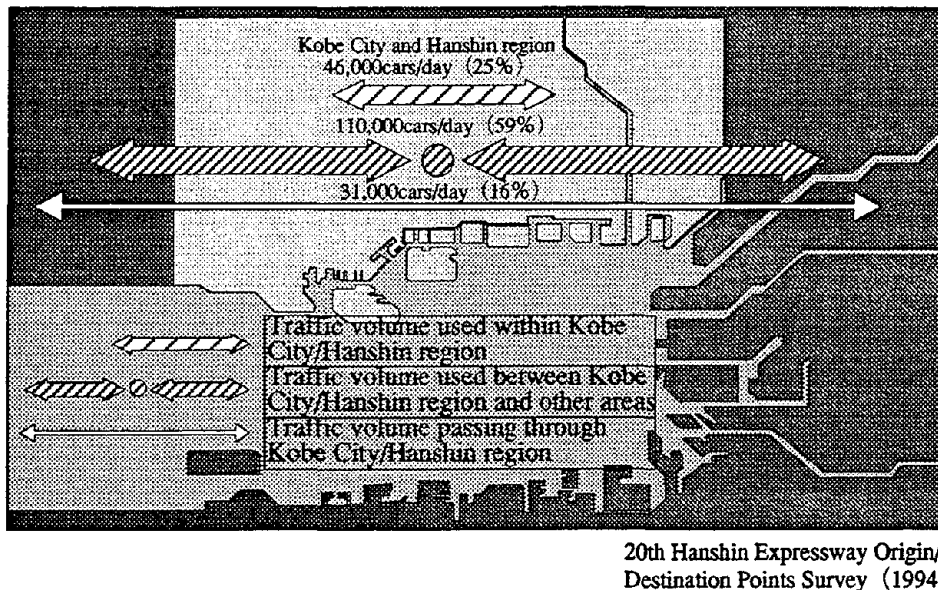 Kobe City and Hanshin region
46,000cars/day (25%)
110,000cars/day (59%)
31,000cars/day (16%)
Traffic volume used within Kobe
City/Hanshin region
Traffic volume used between Kobe
City/Hanshin region and other areas
Traffic volume passing through
Kobe City/Hanshin region
20th Hanshin Expressway Origin/
Destination Points Survey (1994